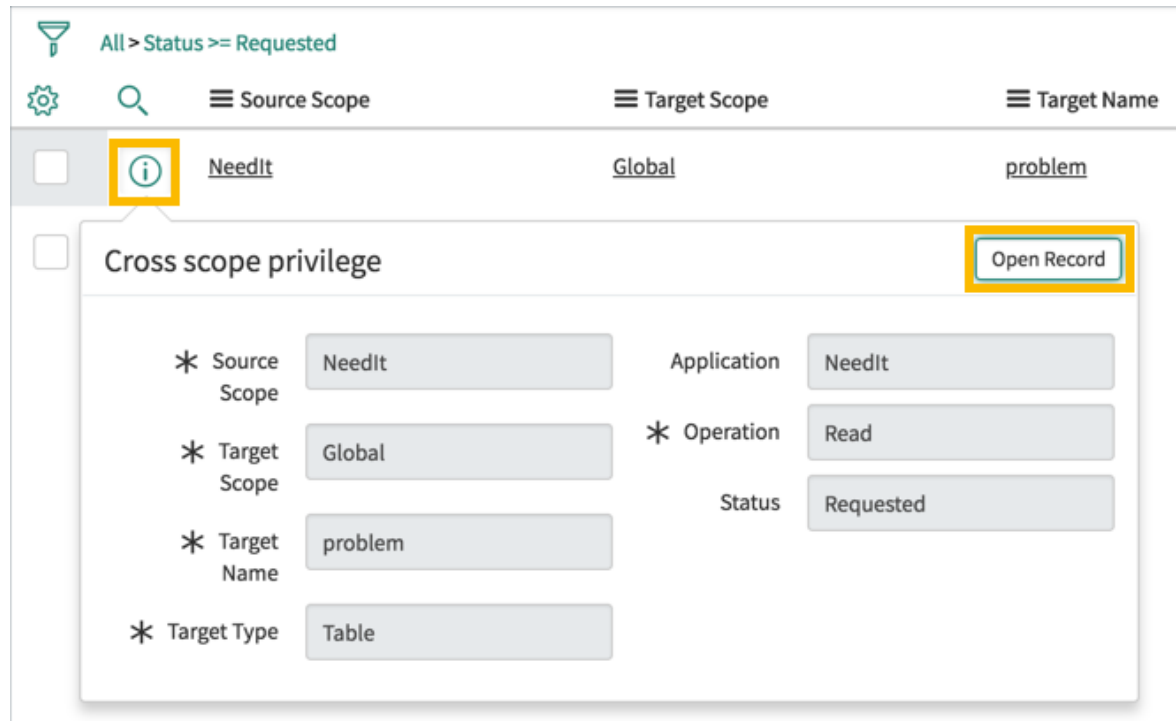 All > Status >= Requested
Source Scope Target Scope Target Name
NeedIt Global problem
Cross scope privilege Open Record
* Source Scope NeedIt Application NeedIt
* Target Scope Global * Operation Read
* Target Name problem Status Requested
* Target Type Table